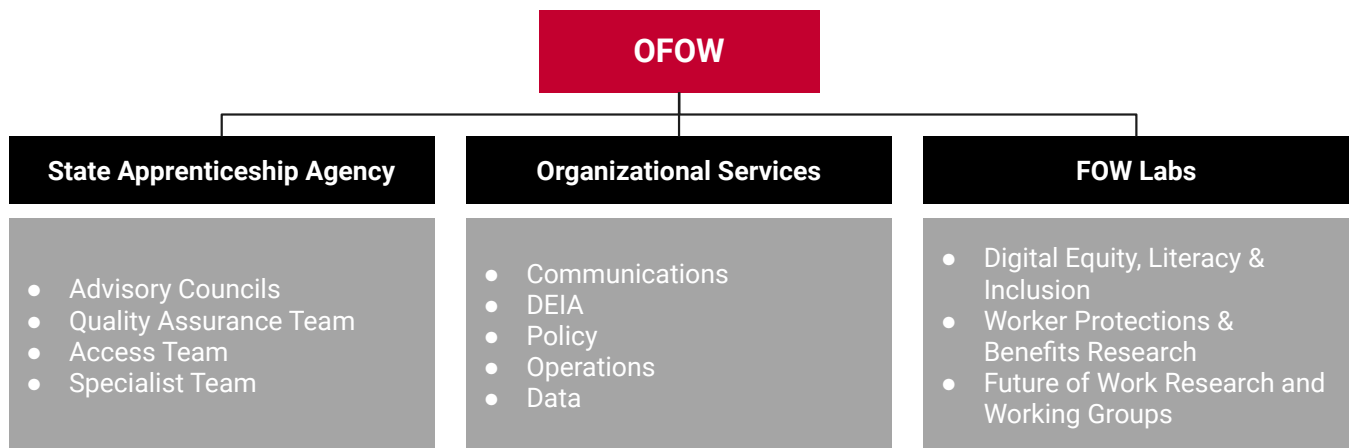 OFOW
State Apprenticeship Agency
● Advisory Councils
● Quality Assurance Team
● Access Team
● Specialist Team
Organizational Services
● Communications
● DEIA
● Policy
● Operations
● Data
FOW Labs
● Digital Equity, Literacy &
Inclusion
● Worker Protections &
Benefits Research
● Future of Work Research and
Working Groups